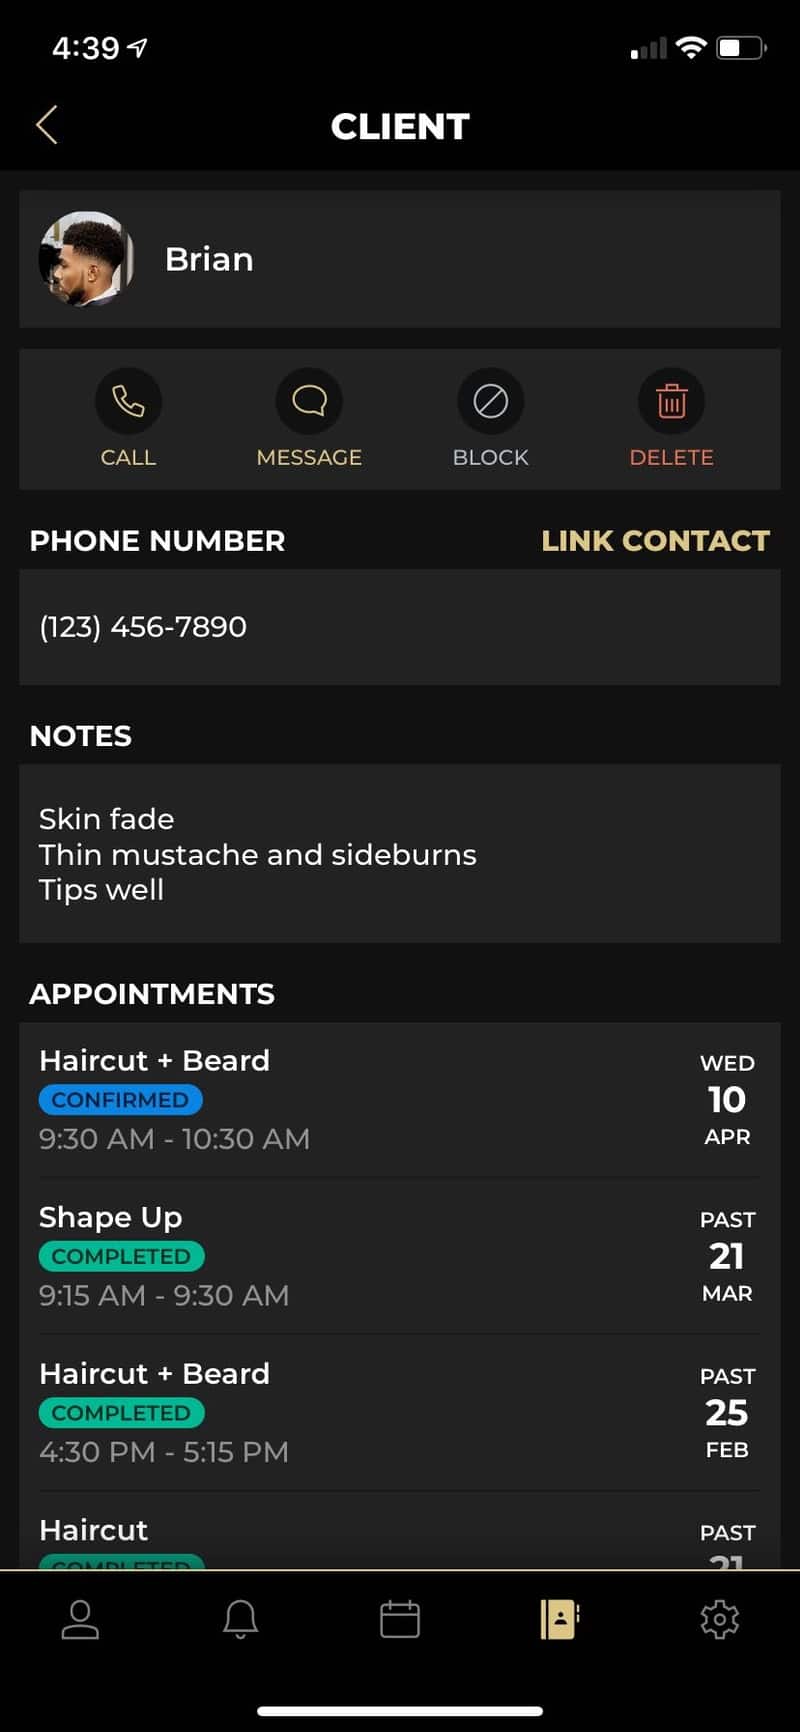 4:39
CLIENT
Brian
CALL
MESSAGE
BLOCK
DELETE
PHONE NUMBER
LINK CONTACT
(123) 456-7890
NOTES
Skin fade
Thin mustache and sideburns
Tips well
APPOINTMENTS
Haircut + Beard
CONFIRMED
9:30 AM - 10:30 AM
WED
10
APR
Shape Up
COMPLETED
9:15 AM - 9:30 AM
PAST
21
MAR
Haircut + Beard
COMPLETED
4:30 PM - 5:15 PM
PAST
25
FEB
Haircut
COMPLETED
PAST
21